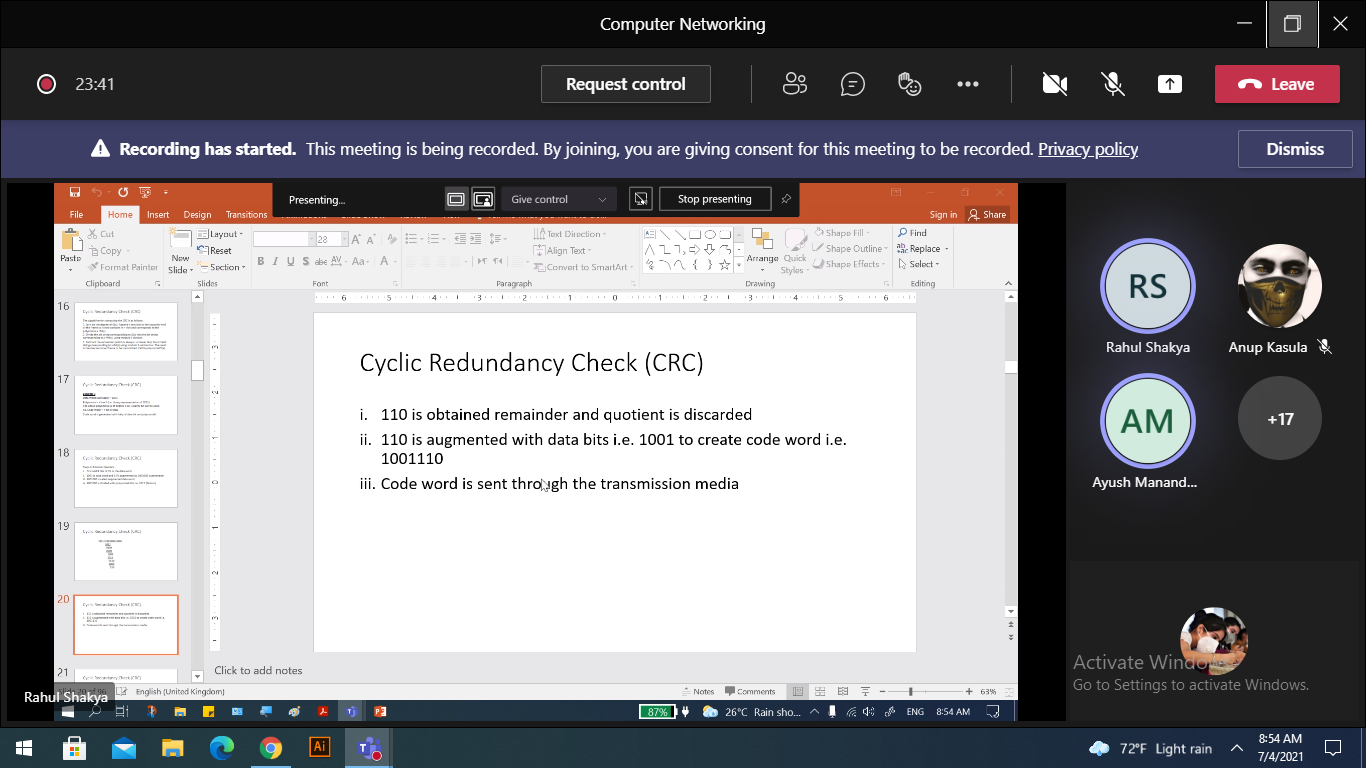 Computer Networking
23:41
Request control
Leave
Recording has started. This meeting is being recorded. By joining, you are giving consent for this meeting to be recorded. Privacy policy
Dismiss
Presenting...
Give control
Stop presenting
File Home Insert Design Transitions
Sign in Share
Paste
Cut
Copy
Format Painter
Clipboard
New Slide
Layout
Reset
Section
Slides
28
Font
Text Direction
Align Text
Convert to SmartArt
Paragraph
Arrange
Quick Styles
Shape Fill
Shape Outline
Shape Effects
Drawing
Find
Replace
Select
Editing
16
Cyclic Redundancy Check (CRC)
17
Cyclic Redundancy Check (CRC)
18
Cyclic Redundancy Check (CRC)
19
Cyclic Redundancy Check (CRC)
20
Cyclic Redundancy Check (CRC)
21
Cyclic Redundancy Check (CRC)
Cyclic Redundancy Check (CRC)
i. 110 is obtained remainder and quotient is discarded
ii. 110 is augmented with data bits i.e. 1001 to create code word i.e.
1001110
iii. Code word is sent through the transmission media
Click to add notes
English (United Kingdom)
Notes
Comments
63%
Rahul Shakya
87%
26°C Rain sho...
ENG
8:54 AM
RS
Rahul Shakya
Anup Kasula
AM
Ayush Manand...
+17
Activate Windo
Go to Settings to activate Windows.
Ai
72°F Light rain
8:54 AM
7/4/2021